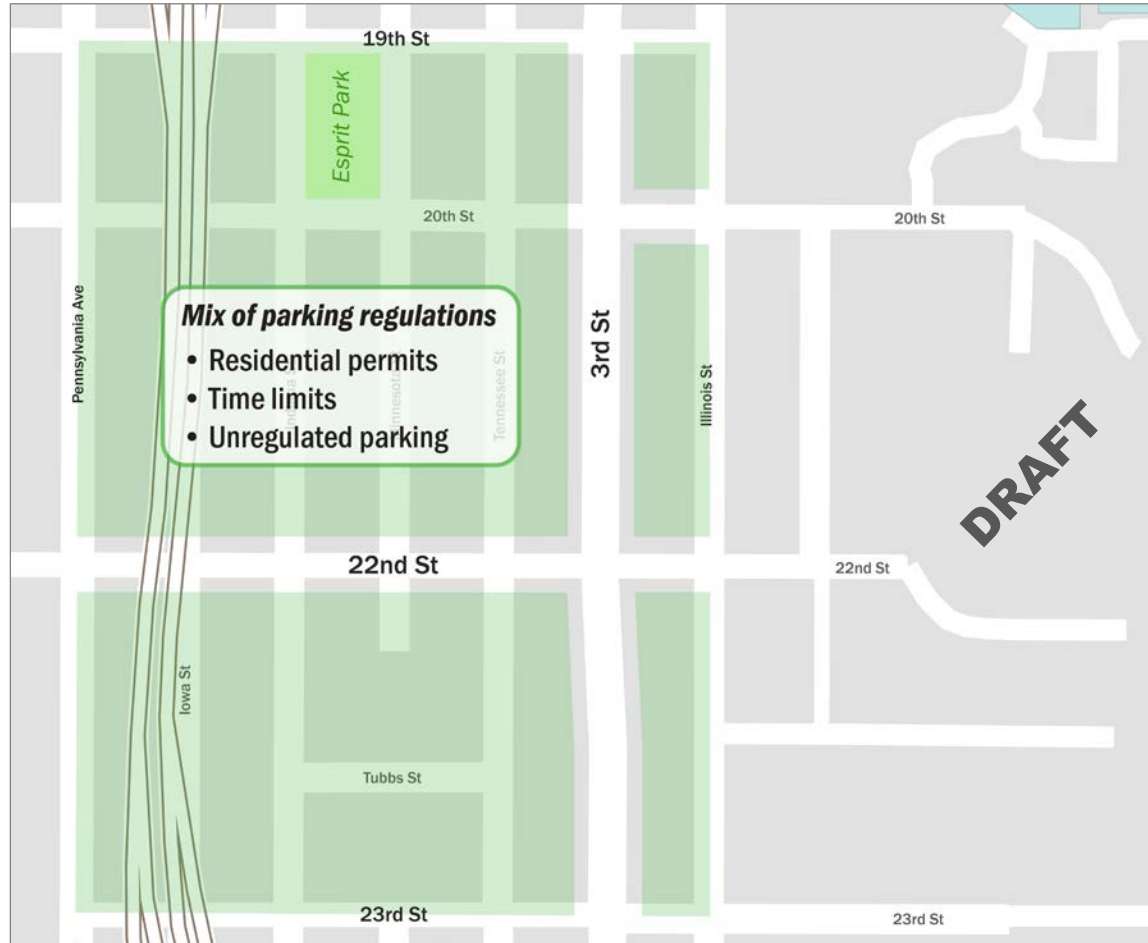 19th St
Esprit Park
20th St
20th St
Pennsylvania Ave
Mix of parking regulations
• Residential permits
• Time limits
• Unregulated parking
Tennessee St
3rd St
Illinois St
DRAFT
22nd St
22nd St
Iowa St
Tubbs St
23rd St
23rd St